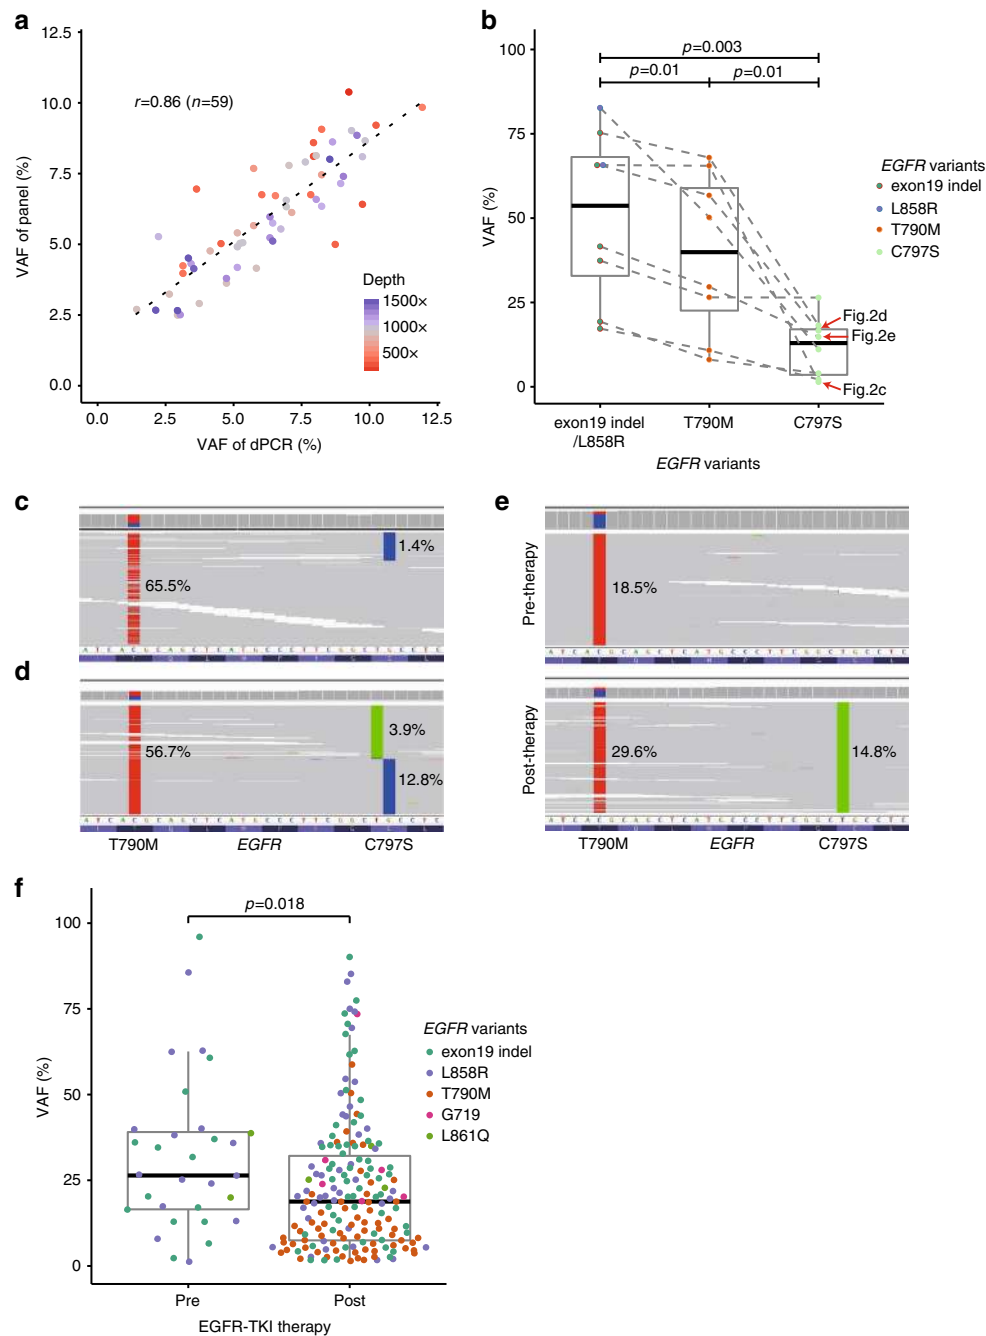 a
12.5
10.0
7.5
5.0
2.5
0.0
VAF of panel (%)
r=0.86 (n=59)
Depth
1500×
1000×
500×
0.0
2.5
5.0
7.5
10.0
12.5
VAF of dPCR (%)
b
100
75
50
25
0
VAF (%)
p=0.003
p=0.01
p=0.01
EGFR variants
exon19 indel
L858R
T790M
C797S
Fig.2d
Fig.2e
Fig.2c
exon19 indel
/L858R
T790M
C797S
EGFR variants
c
65.5%
1.4%
A T C A C G C A G C T C A T G C C C T T C G G C T G C C T C
d
56.7%
3.9%
12.8%
A T C A C G C A G C T C A T G C C C T T C G G C T G C C T C
T790M
EGFR
C797S
e
Pre-therapy
18.5%
A T C A C G C A G C T C A T G C C C T T C G G C T G C C T C
Post-therapy
29.6%
14.8%
A T C A C G C A G C T C A T G C C C T T C G G C T G C C T C
T790M
EGFR
C797S
f
100
75
50
25
0
VAF (%)
p=0.018
EGFR variants
exon19 indel
L858R
T790M
G719
L861Q
Pre
Post
EGFR-TKI therapy